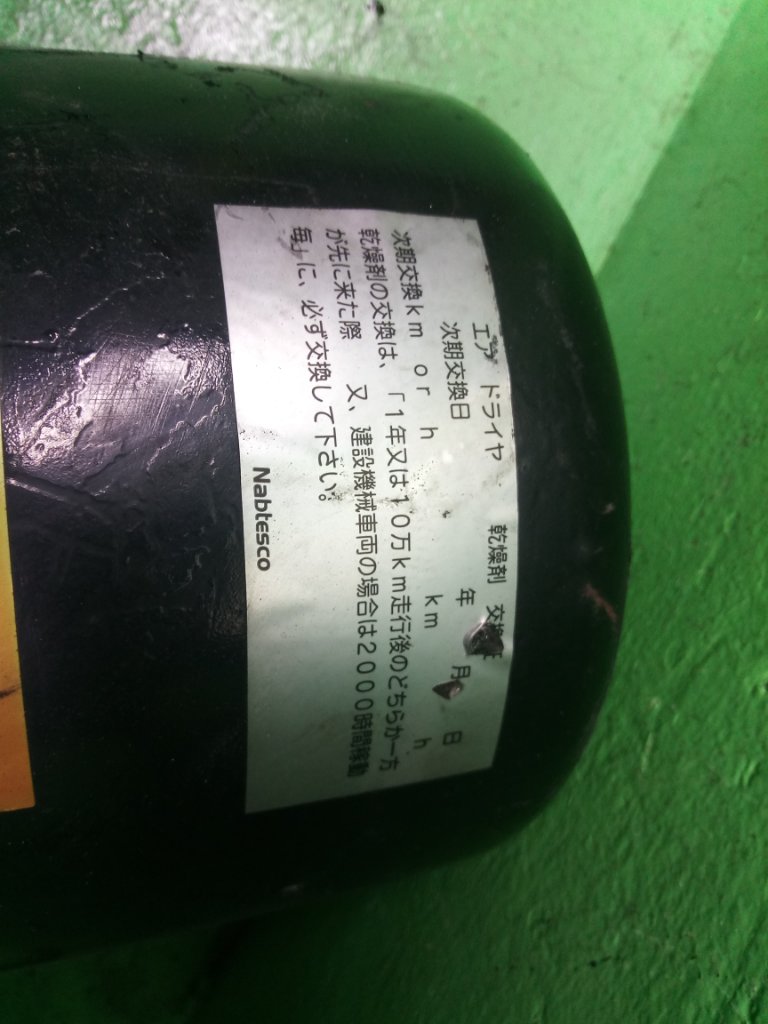 エア ドライヤ 乾燥剤 交換証
次期交換日 年 月 日
次期交換km or h km h
乾燥剤の交換は、「1年又は10万km走行後のどちらか一方
が先に来た際 又、建設機械車両の場合は2000時間稼動
毎」に、必ず交換して下さい。
Nabtesco